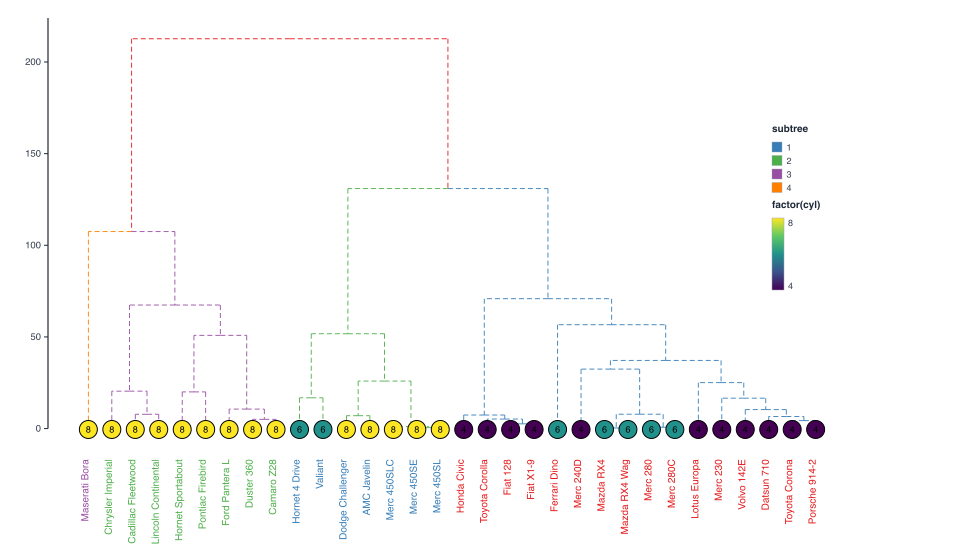 200
150
100
50
0
subtree
1
2
3
4
factor(cyl)
8
4
8 8 8 8 8 8 8 8 8 6 6 8 8 8 8 8 4 4 4 4 6 4 6 6 6 6 4 4 4 4 4 4
Maserati Bora
Chrysler Imperial
Cadillac Fleetwood
Lincoln Continental
Hornet Sportabout
Pontiac Firebird
Ford Pantera L
Duster 360
Camaro Z28
Hornet 4 Drive
Valiant
Dodge Challenger
AMC Javelin
Merc 450SLC
Merc 450SE
Merc 450SL
Honda Civic
Toyota Corolla
Fiat 128
Fiat X1-9
Ferrari Dino
Merc 240D
Mazda RX4
Mazda RX4 Wag
Merc 280
Merc 280C
Lotus Europa
Merc 230
Volvo 142E
Datsun 710
Toyota Corona
Porsche 914-2